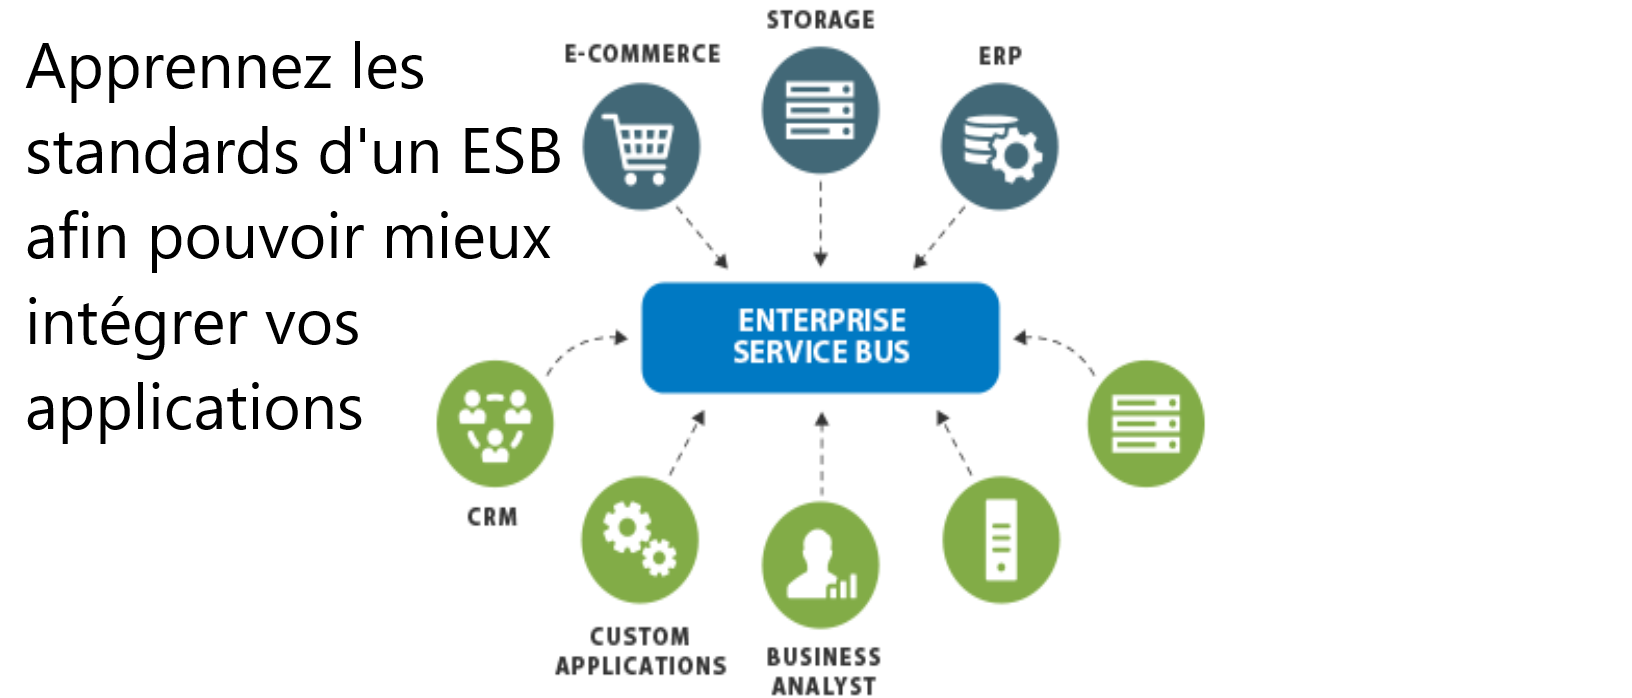 Apprennez les
standards d'un ESB
afin pouvoir mieux
intégrer vos
applications
E-COMMERCE
STORAGE
ERP
ENTERPRISE
SERVICE BUS
CRM
CUSTOM
APPLICATIONS
BUSINESS
ANALYST